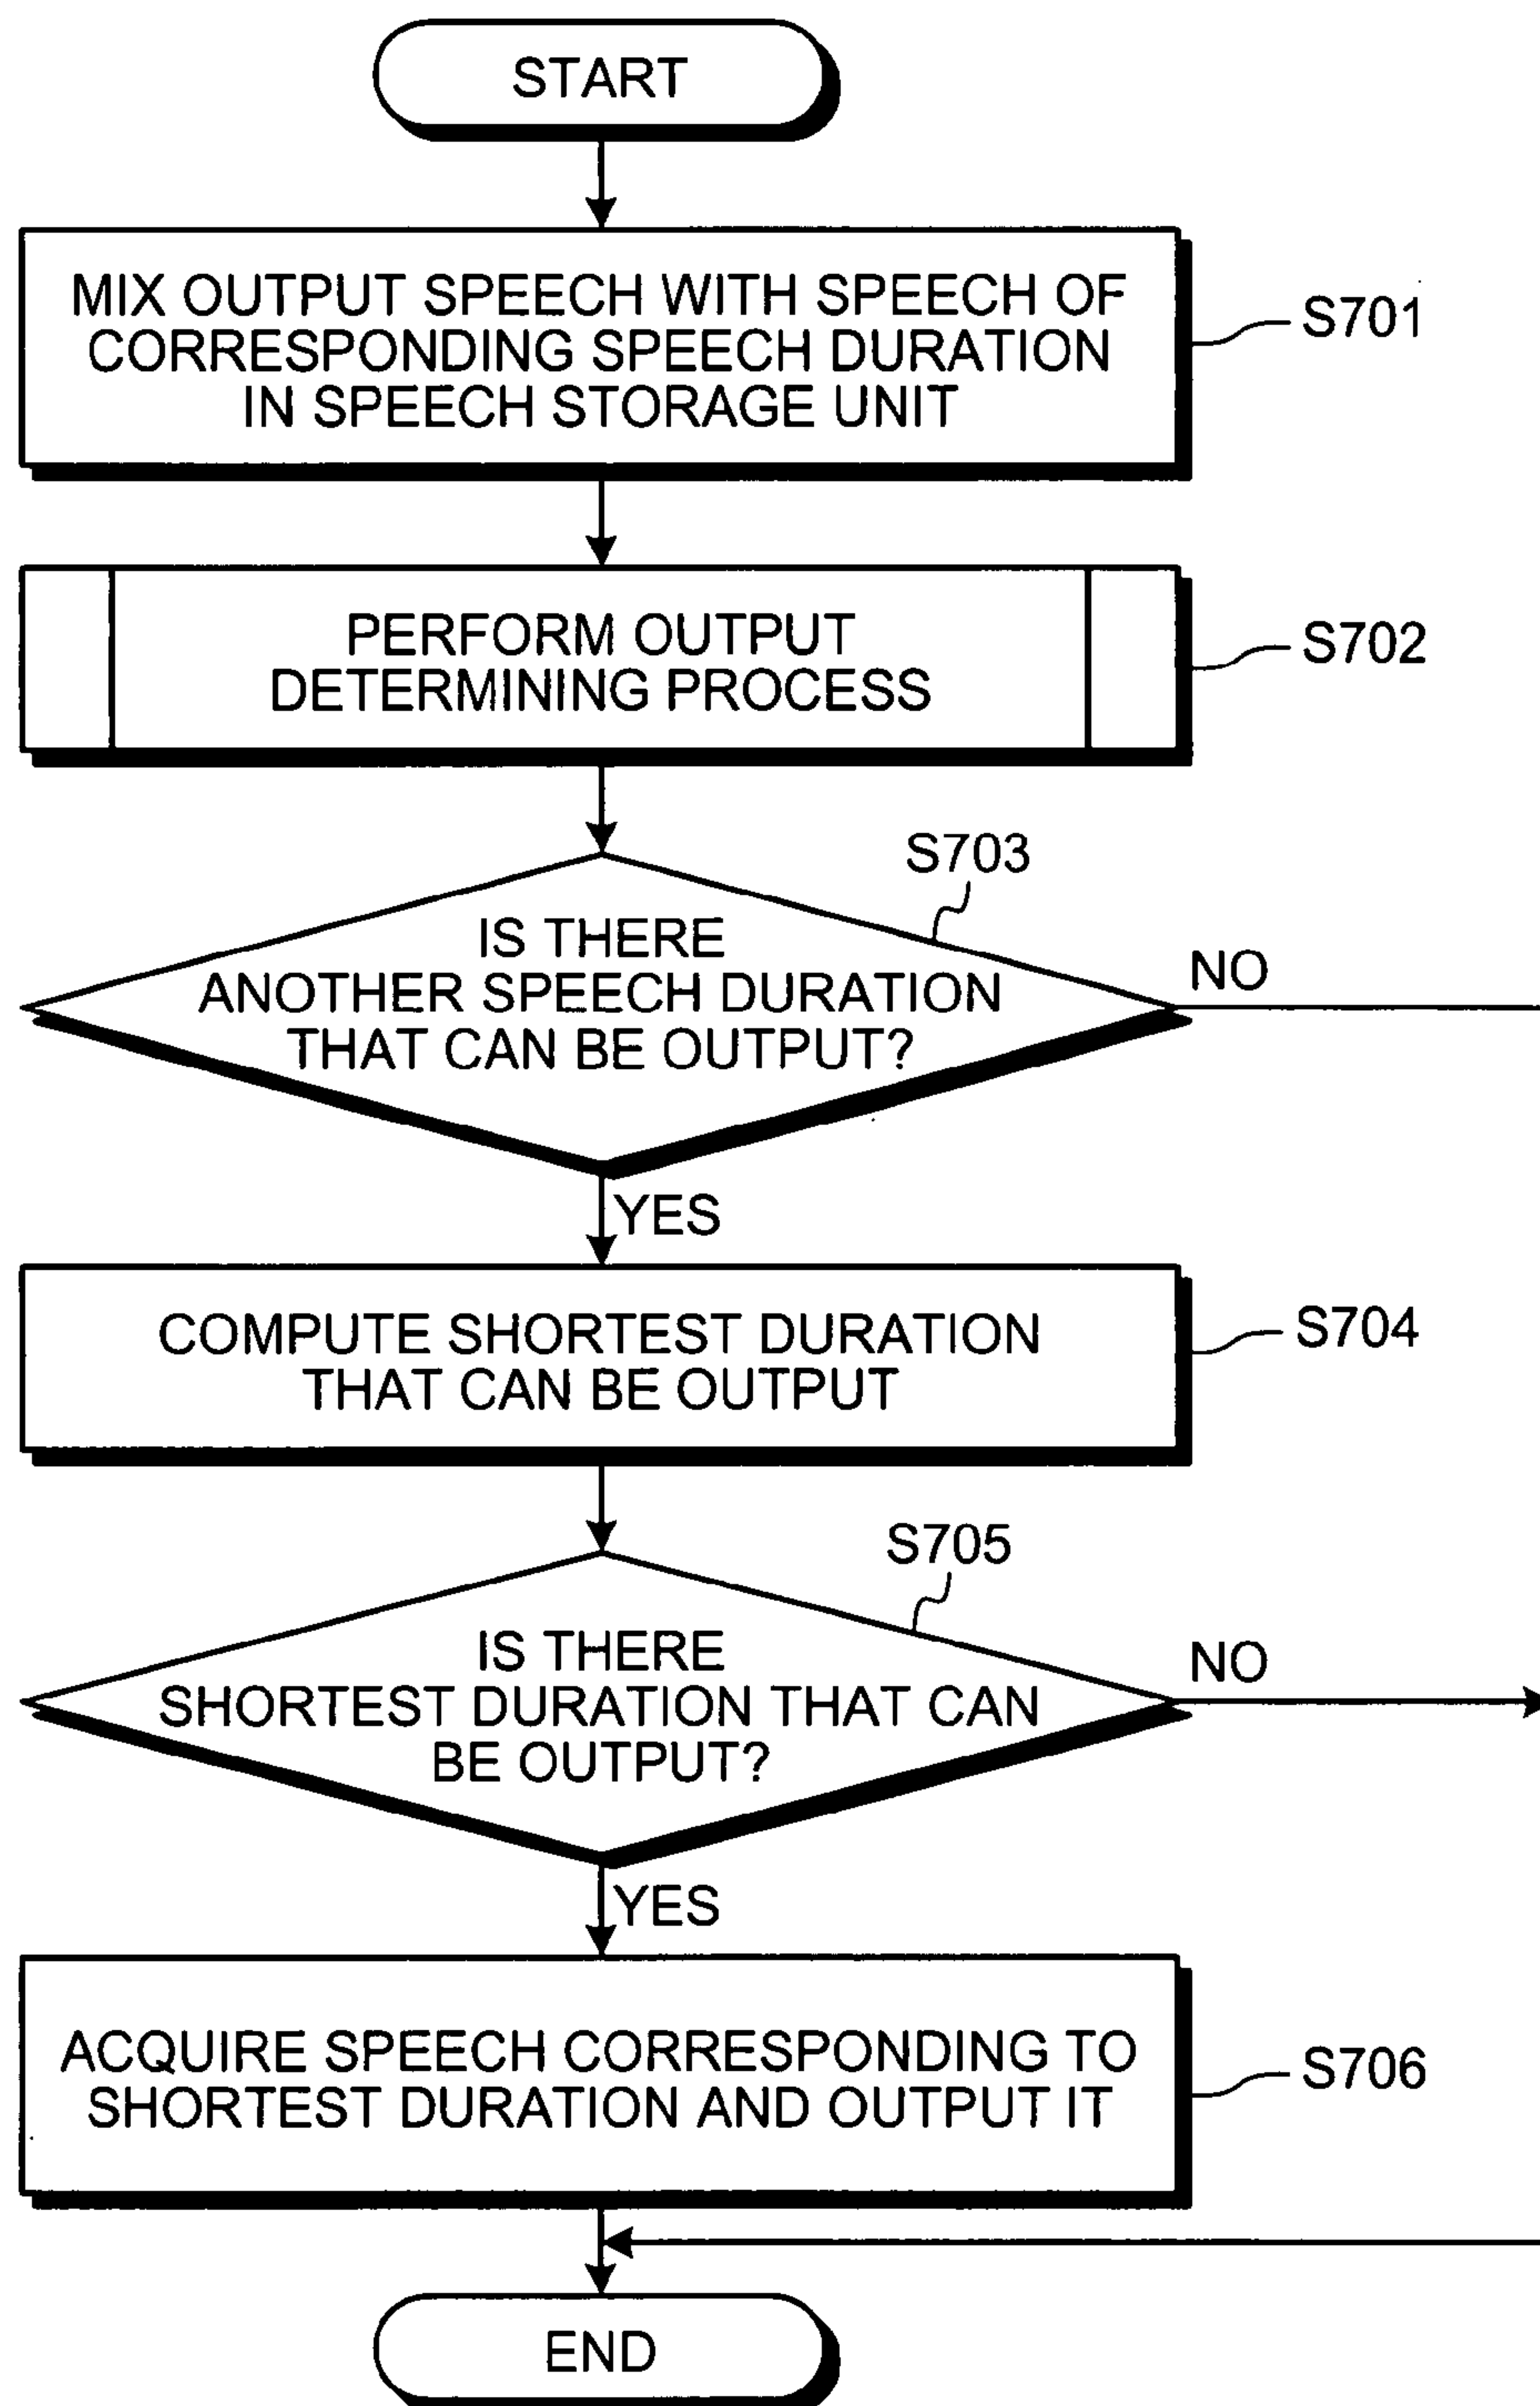 START
MIX OUTPUT SPEECH WITH SPEECH OF
CORRESPONDING SPEECH DURATION
IN SPEECH STORAGE UNIT
S701
PERFORM OUTPUT
DETERMINING PROCESS
S702
S703
IS THERE
ANOTHER SPEECH DURATION
THAT CAN BE OUTPUT?
NO
YES
COMPUTE SHORTEST DURATION
THAT CAN BE OUTPUT
S704
S705
IS THERE
SHORTEST DURATION THAT CAN
BE OUTPUT?
NO
YES
ACQUIRE SPEECH CORRESPONDING TO
SHORTEST DURATION AND OUTPUT IT
S706
END